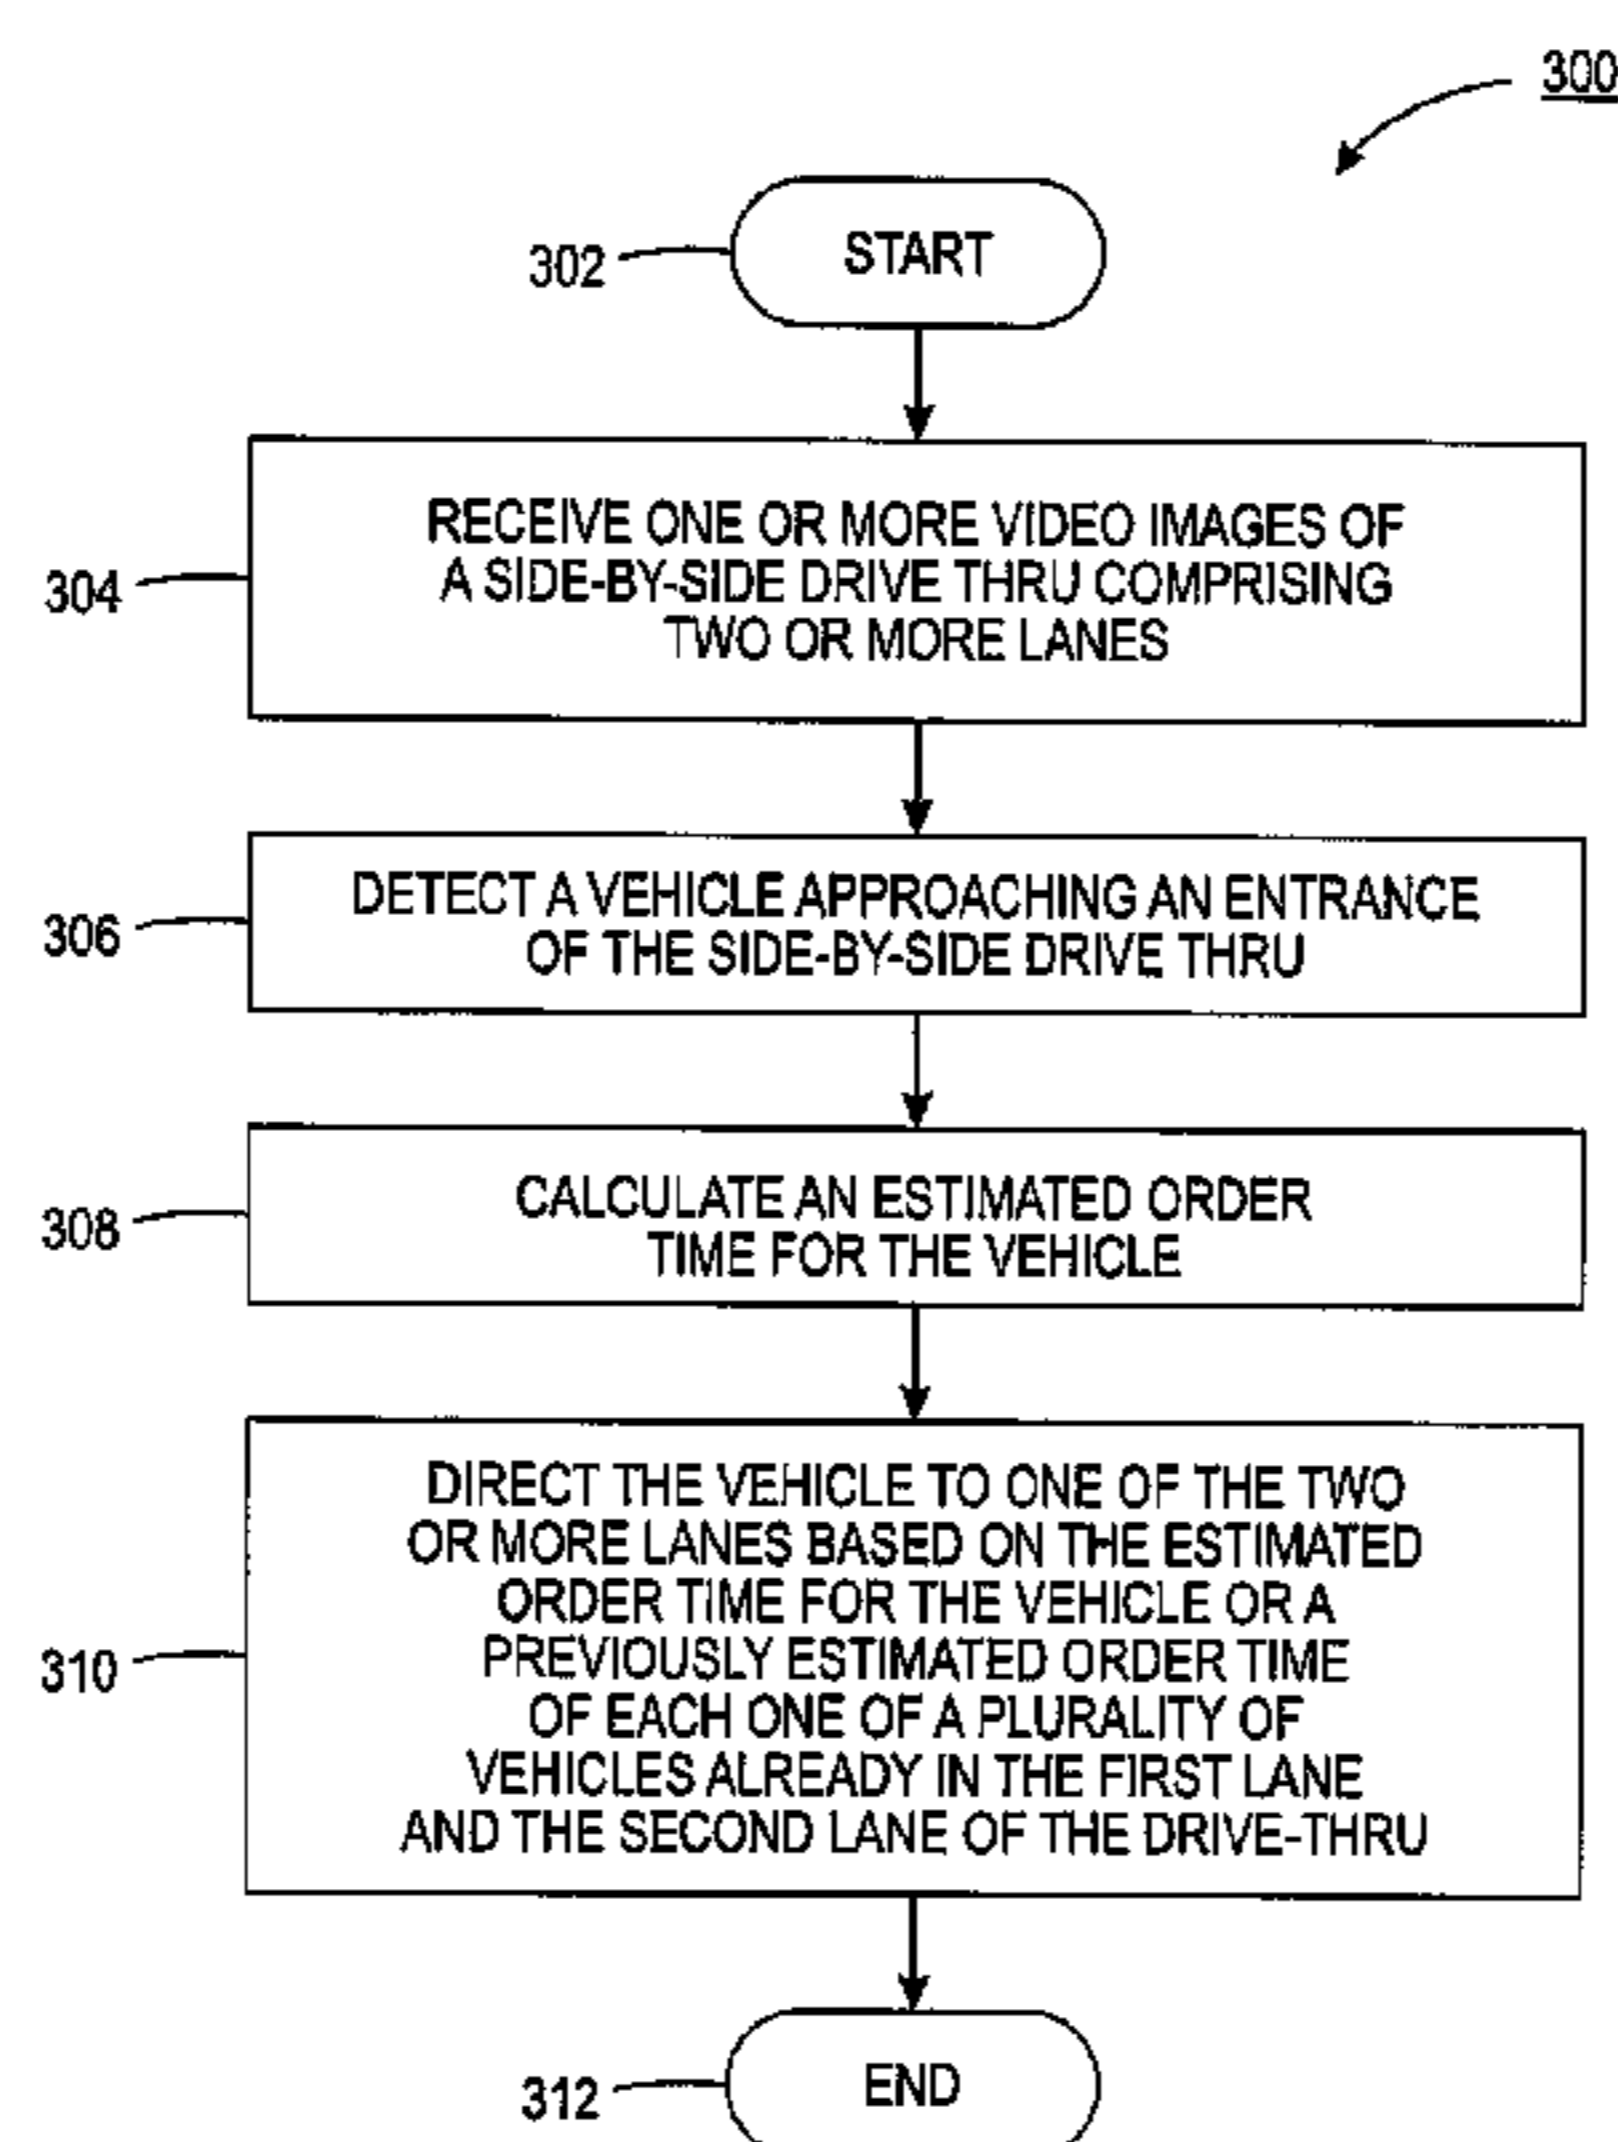 300
302
START
304
RECEIVE ONE OR MORE VIDEO IMAGES OF
A SIDE-BY-SIDE DRIVE THRU COMPRISING
TWO OR MORE LANES
306
DETECT A VEHICLE APPROACHING AN ENTRANCE
OF THE SIDE-BY-SIDE DRIVE THRU
308
CALCULATE AN ESTIMATED ORDER
TIME FOR THE VEHICLE
310
DIRECT THE VEHICLE TO ONE OF THE TWO
OR MORE LANES BASED ON THE ESTIMATED
ORDER TIME FOR THE VEHICLE OR A
PREVIOUSLY ESTIMATED ORDER TIME
OF EACH ONE OF A PLURALITY OF
VEHICLES ALREADY IN THE FIRST LANE
AND THE SECOND LANE OF THE DRIVE-THRU
312
END